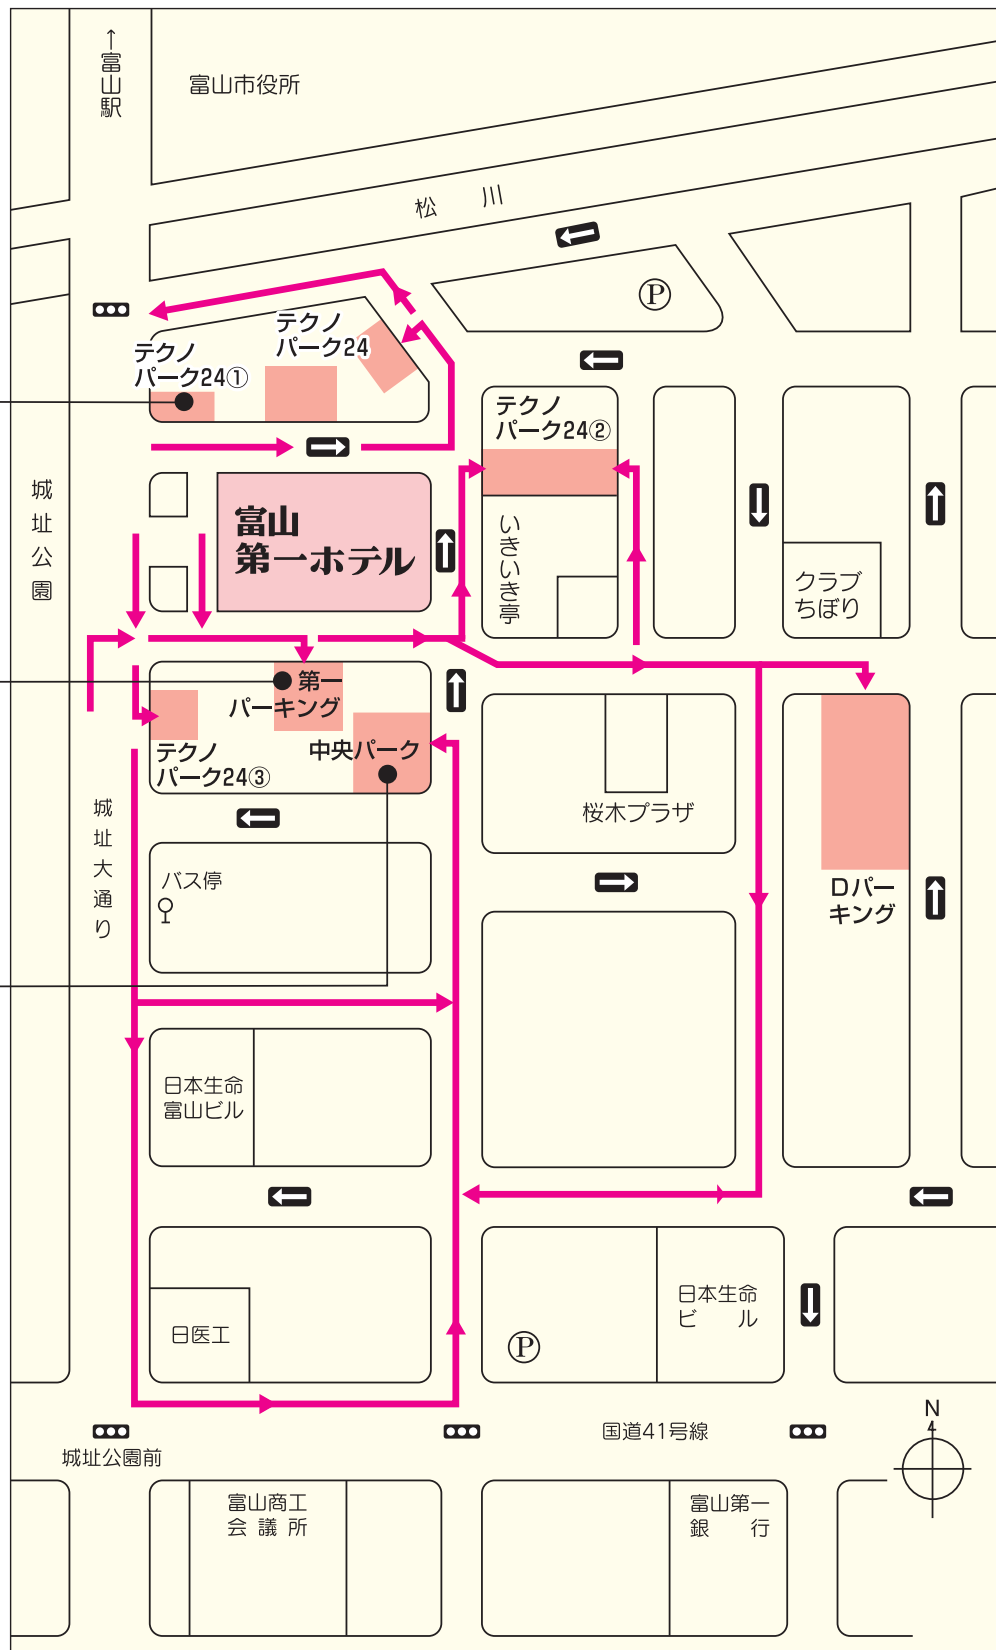 ←富山駅
富山市役所
松川
Ⓟ
テクノ
パーク24
テクノ
パーク24①
テクノ
パーク24②
城址公園
富山
第一ホテル
いきいき亭
クラブ
ちぼり
第一
パーキング
テクノ
パーク24③
中央パーク
桜木プラザ
城址大通り
バス停
Dパー
キング
日本生命
富山ビル
日医工
Ⓟ
日本生命
ビル
N
4
国道41号線
城址公園前
富山商工
会議所
富山第一
銀行